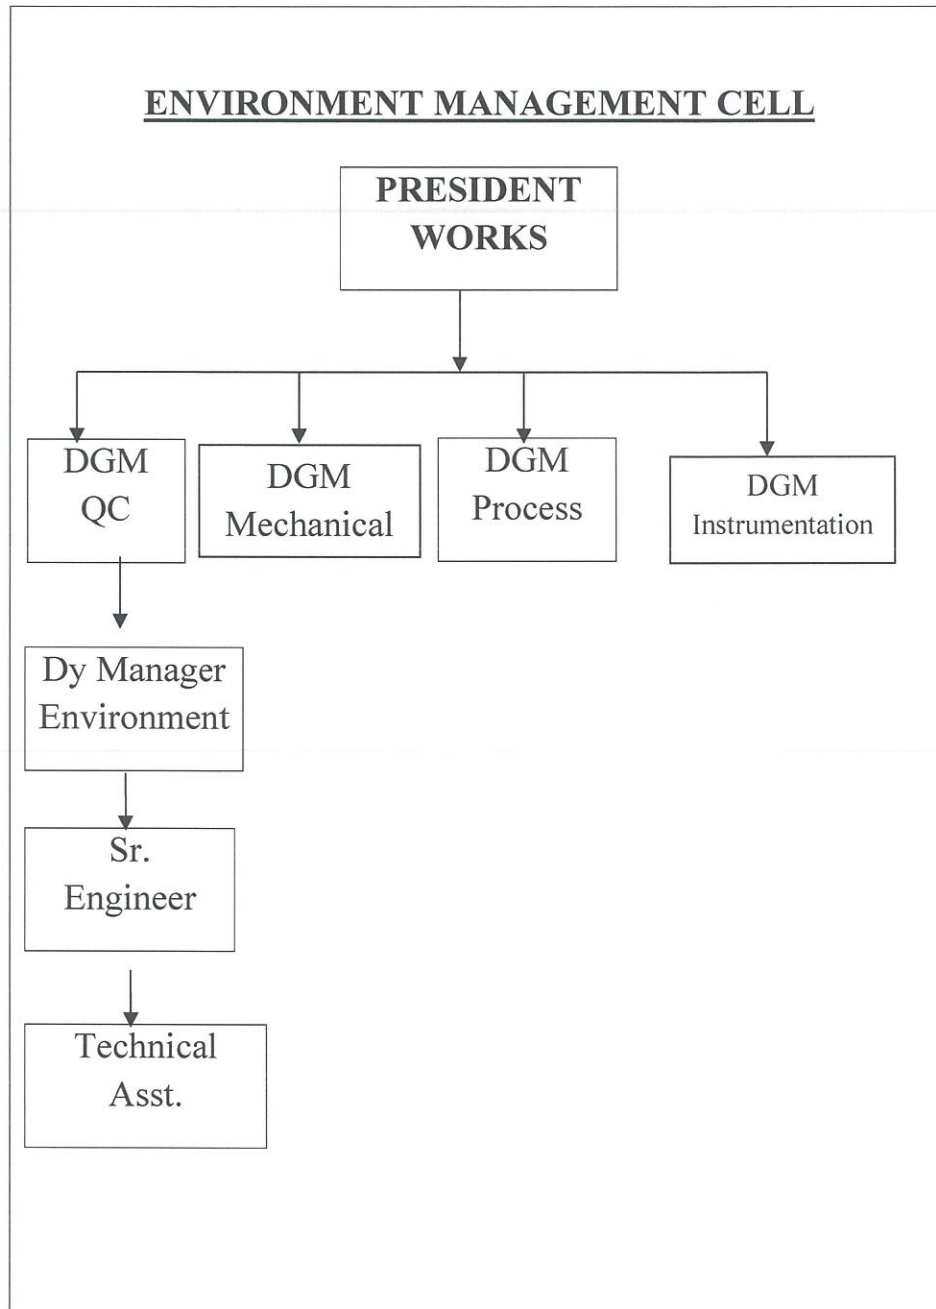 ENVIRONMENT MANAGEMENT CELL
PRESIDENT
WORKS
DGM
QC
DGM
Mechanical
DGM
Process
DGM
Instrumentation
Dy Manager
Environment
Sr.
Engineer
Technical
Asst.